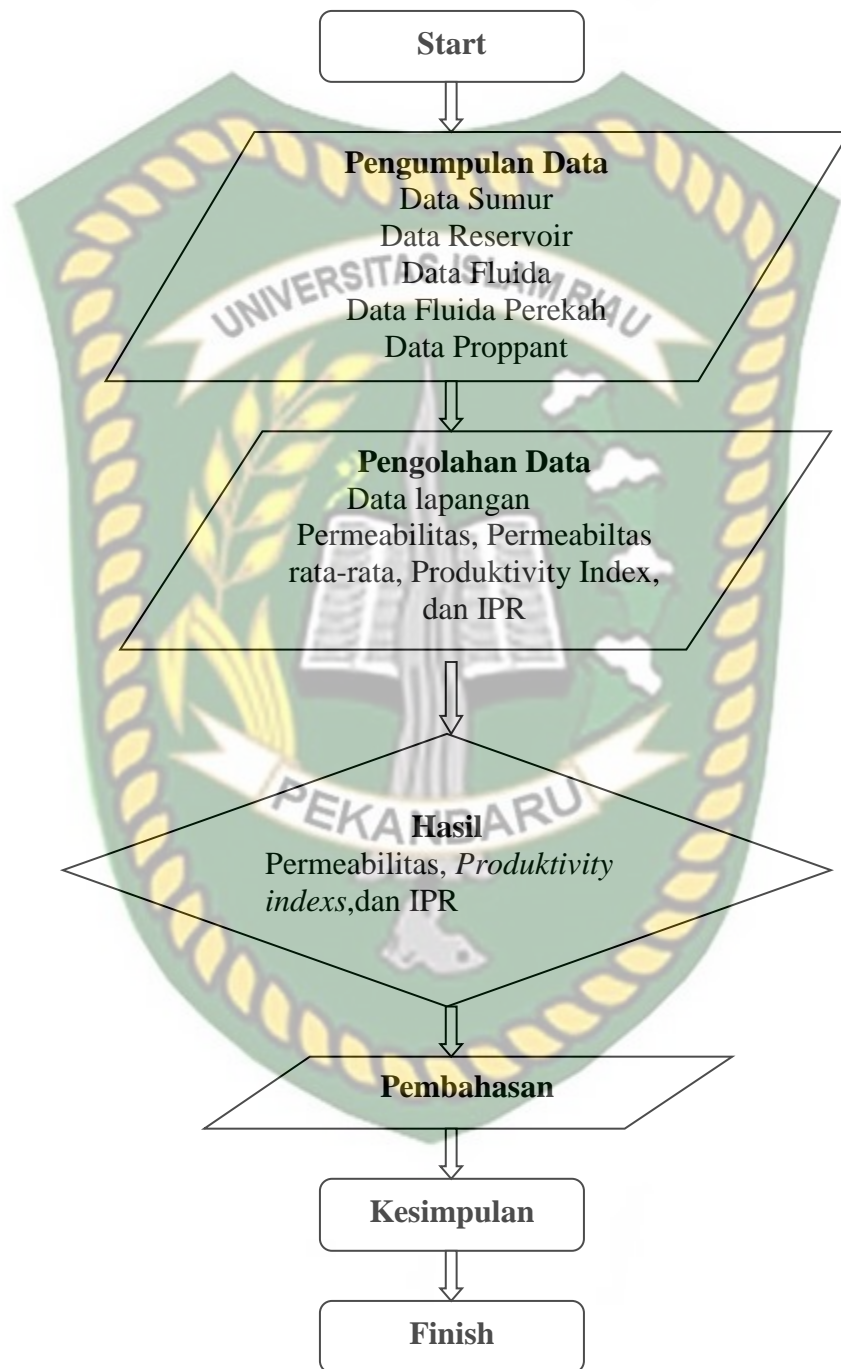 Start
Pengumpulan Data
Data Sumur
Data Reservoir
UNIVERSITAS ISLAM RIAU
Data Fluida
Data Fluida Perekah
Data Proppant
Pengolahan Data
Data lapangan
Permeabilitas, Permeabiltas
rata-rata, Produktivity Index,
dan IPR
PEKANBARU
Hasil
Permeabilitas, Produktivity
indexs,dan IPR
Pembahasan
Kesimpulan
Finish